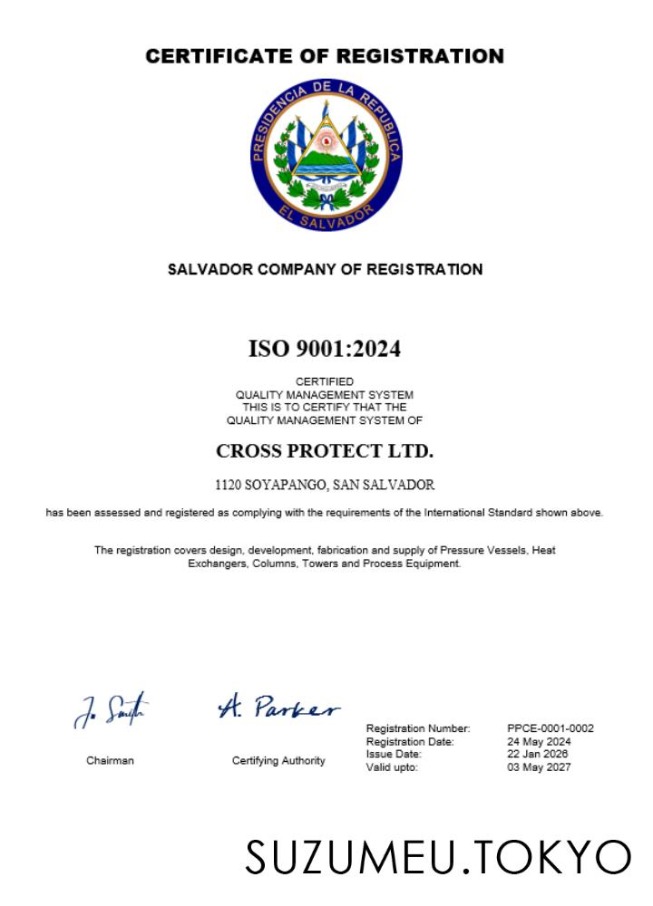 CERTIFICATE OF REGISTRATION
PRESIDENCIA DE LA REPUBLICA
EL SALVADOR
SALVADOR COMPANY OF REGISTRATION
ISO 9001:2024
CERTIFIED
QUALITY MANAGEMENT SYSTEM
THIS IS TO CERTIFY THAT THE
QUALITY MANAGEMENT SYSTEM OF
CROSS PROTECT LTD.
1120 SOYAPANGO, SAN SALVADOR
has been assessed and registered as complying with the requirements of the International Standard shown above.
The registration covers design, development, fabrication and supply of Pressure Vessels, Heat
Exchangers, Columns, Towers and Process Equipment.
J. Smith
A. Parker
Chairman
Certifying Authority
Registration Number: PPCE-0001-0002
Registration Date: 24 May 2024
Issue Date: 22 Jan 2026
Valid upto: 03 May 2027
SUZUMEU.TOKYO